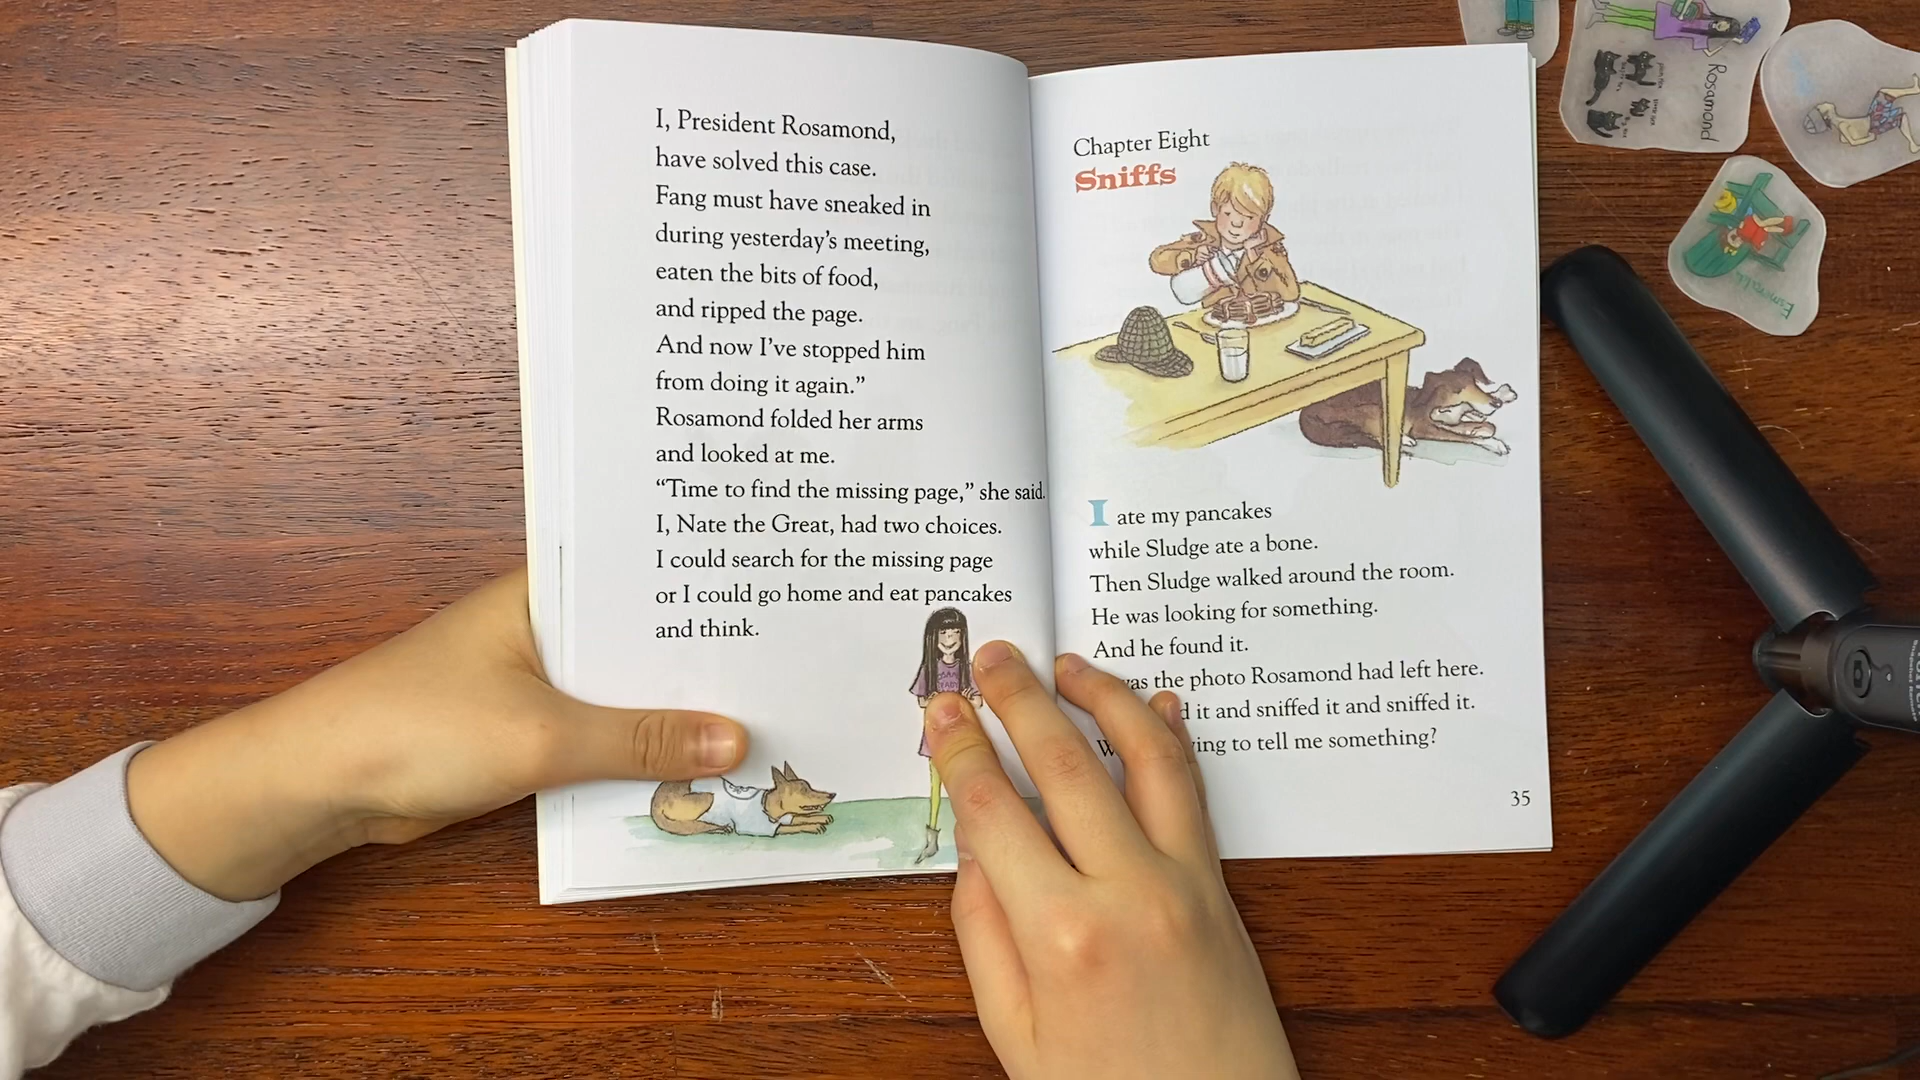 I, President Rosamond,
have solved this case.
Fang must have sneaked in
during yesterday's meeting,
eaten the bits of food,
and ripped the page.
And now I've stopped him
from doing it again.”
Rosamond folded her arms
and looked at me.
“Time to find the missing page,” she said.
I, Nate the Great, had two choices.
I could search for the missing page
or I could go home and eat pancakes
and think.
Chapter Eight
Sniffs
I ate my pancakes
while Sludge ate a bone.
Then Sludge walked around the room.
He was looking for something.
And he found it.
was the photo Rosamond had left here.
it and sniffed it and sniffed it.
to tell me something?
35
Rosamond
Esmeralda